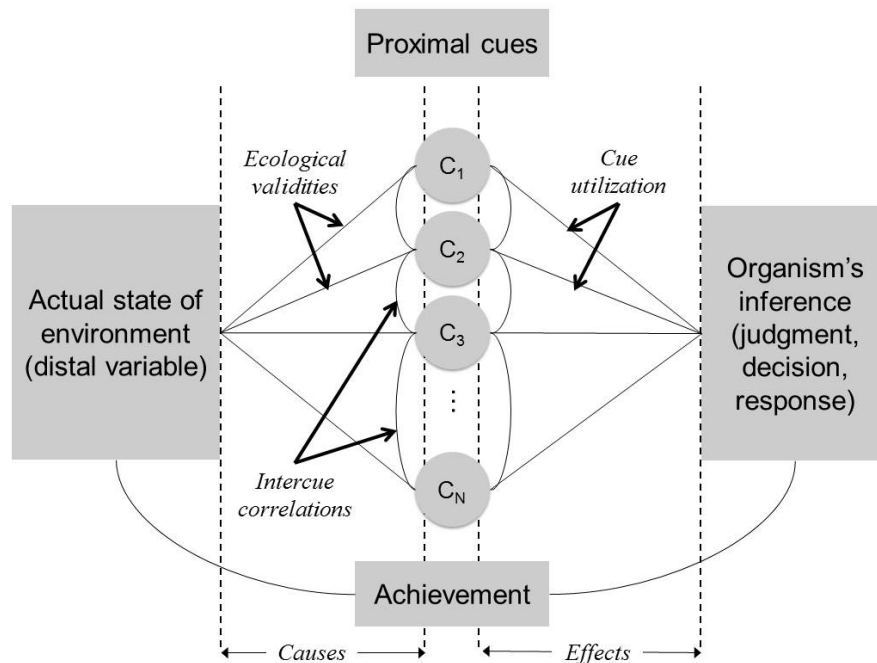 Proximal cues
Ecological
validities
Cue
utilization
C1
C2
C3
...
CN
Actual state of
environment
(distal variable)
Organism's
inference
(judgment,
decision,
response)
Intercue
correlations
Achievement
Causes
Effects